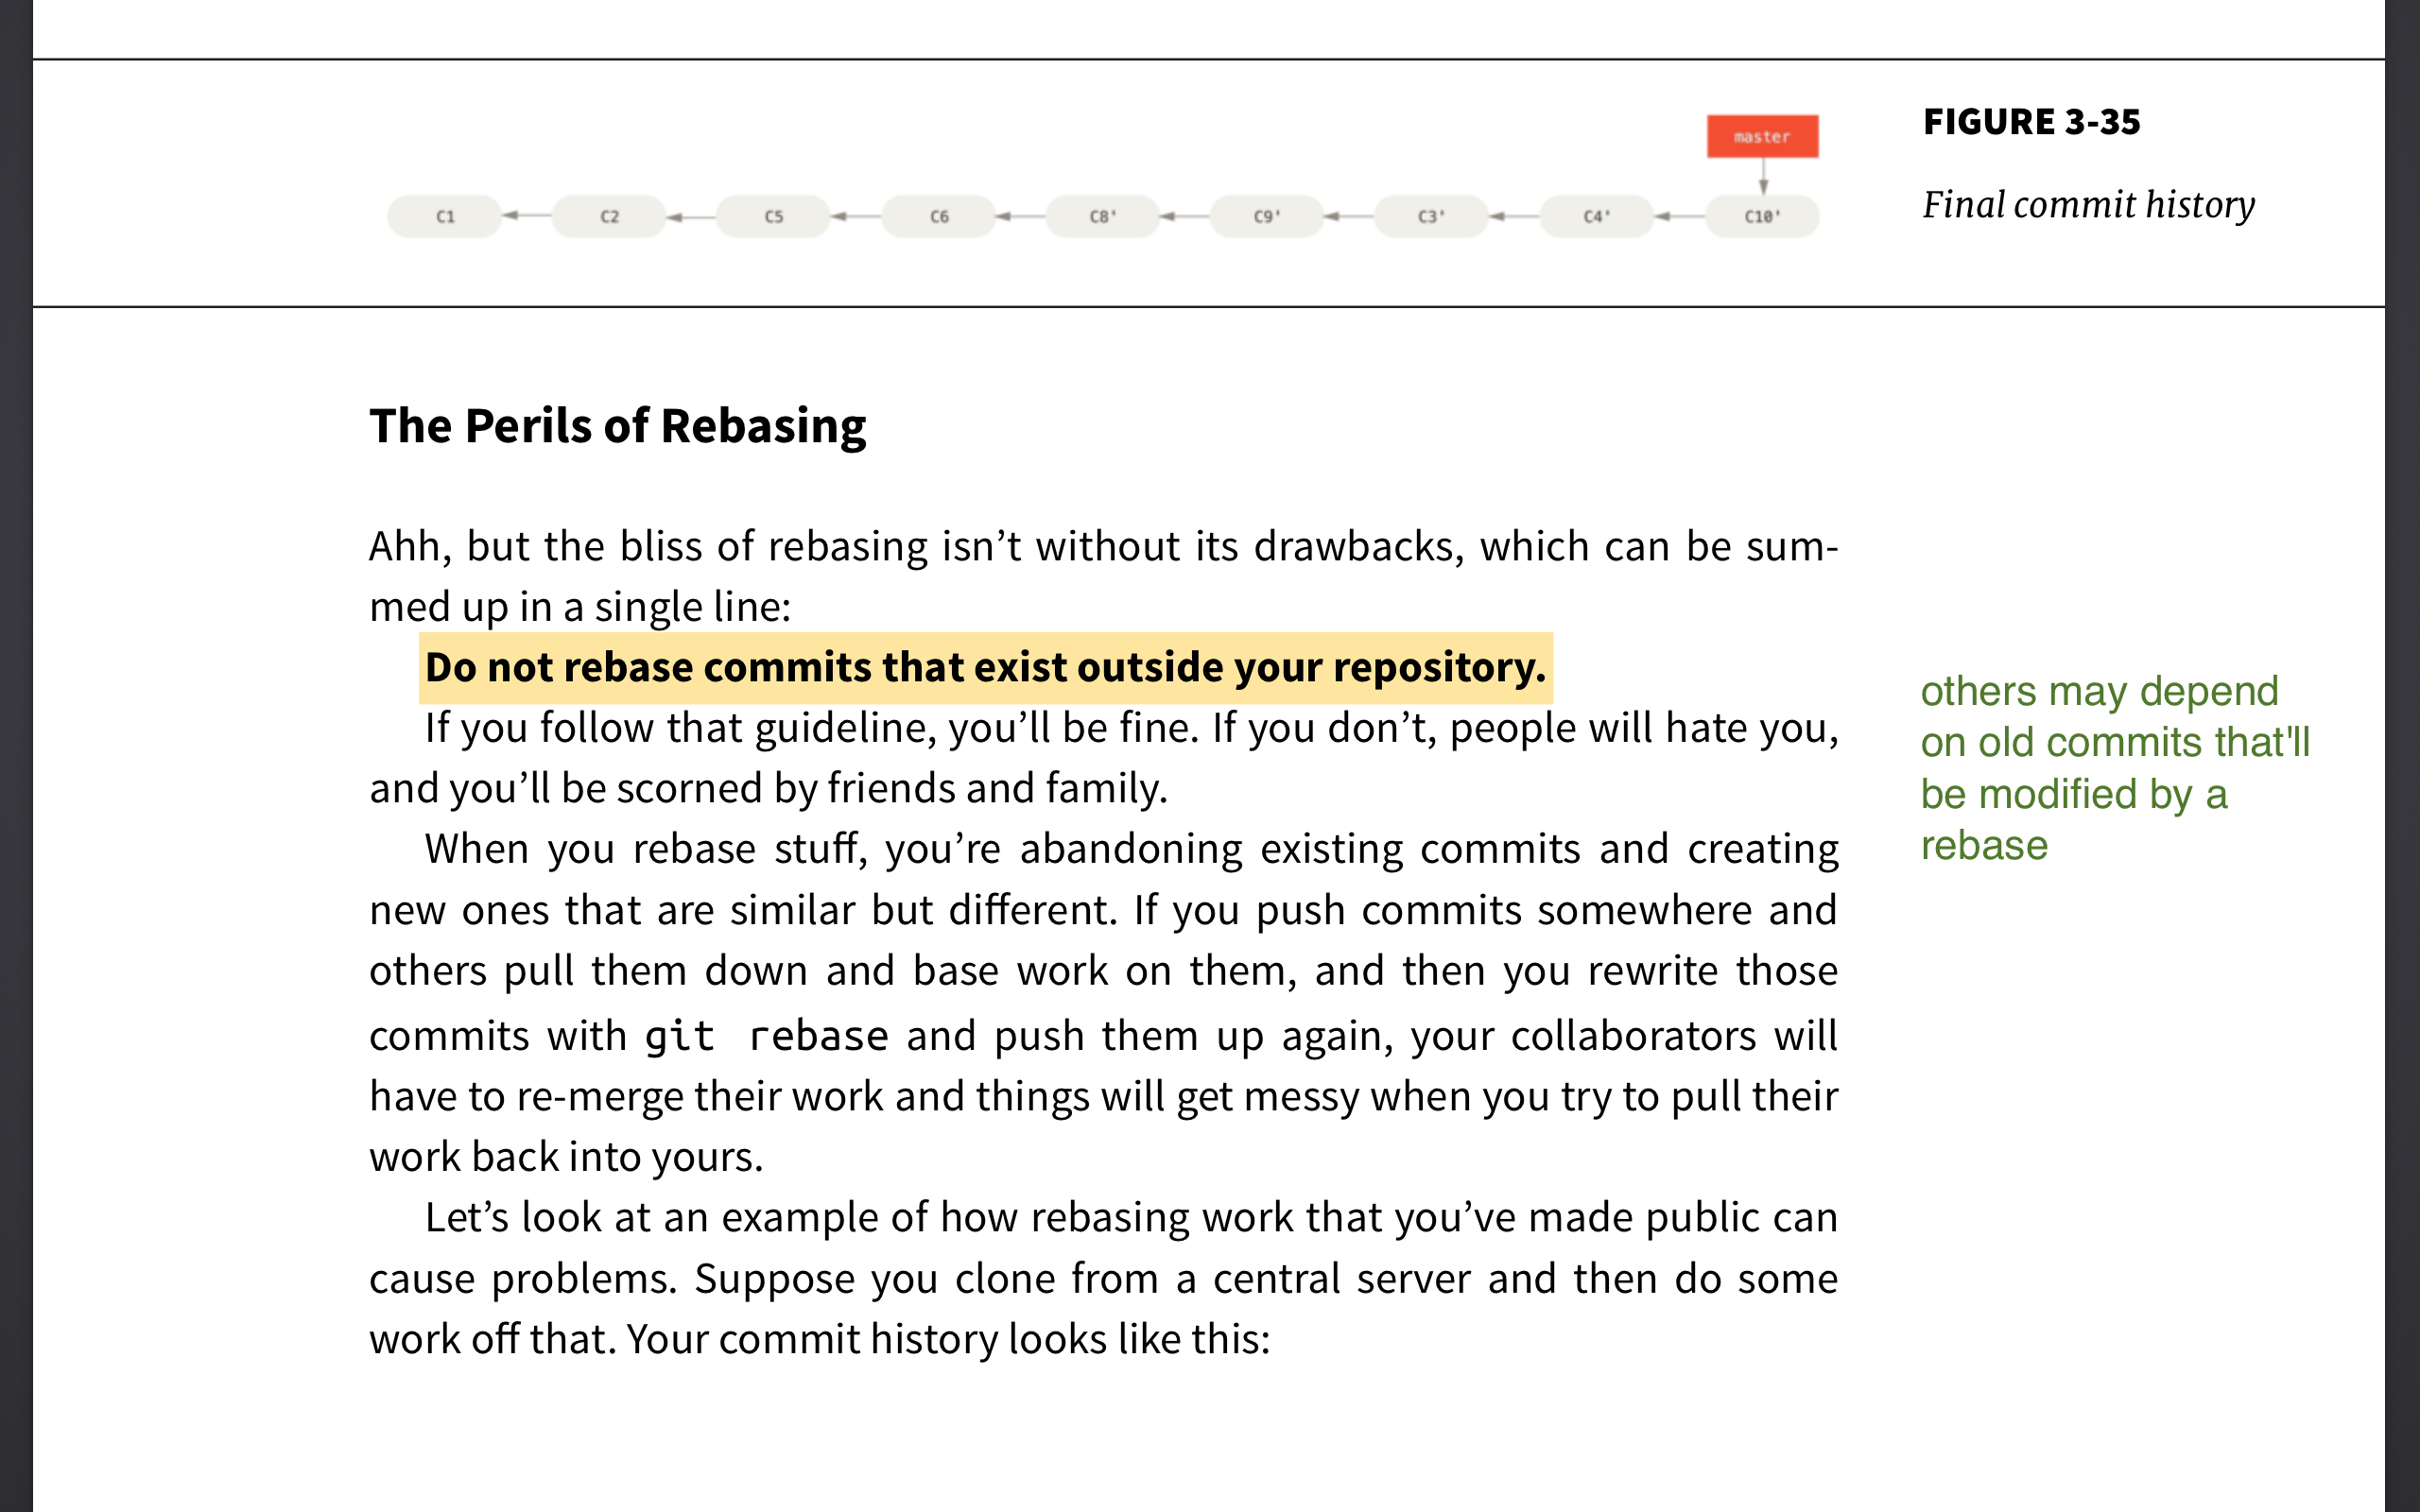 master
FIGURE 3-35
Final commit history
C1 C2 C5 C6 C8' C9' C3' C4' C10'
The Perils of Rebasing
Ahh, but the bliss of rebasing isn’t without its drawbacks, which can be sum-
med up in a single line:
Do not rebase commits that exist outside your repository.
If you follow that guideline, you’ll be fine. If you don’t, people will hate you,
and you’ll be scorned by friends and family.
When you rebase stuff, you’re abandoning existing commits and creating
new ones that are similar but different. If you push commits somewhere and
others pull them down and base work on them, and then you rewrite those
commits with git rebase and push them up again, your collaborators will
have to re-merge their work and things will get messy when you try to pull their
work back into yours.
Let’s look at an example of how rebasing work that you’ve made public can
cause problems. Suppose you clone from a central server and then do some
work off that. Your commit history looks like this:
others may depend
on old commits that'll
be modified by a
rebase